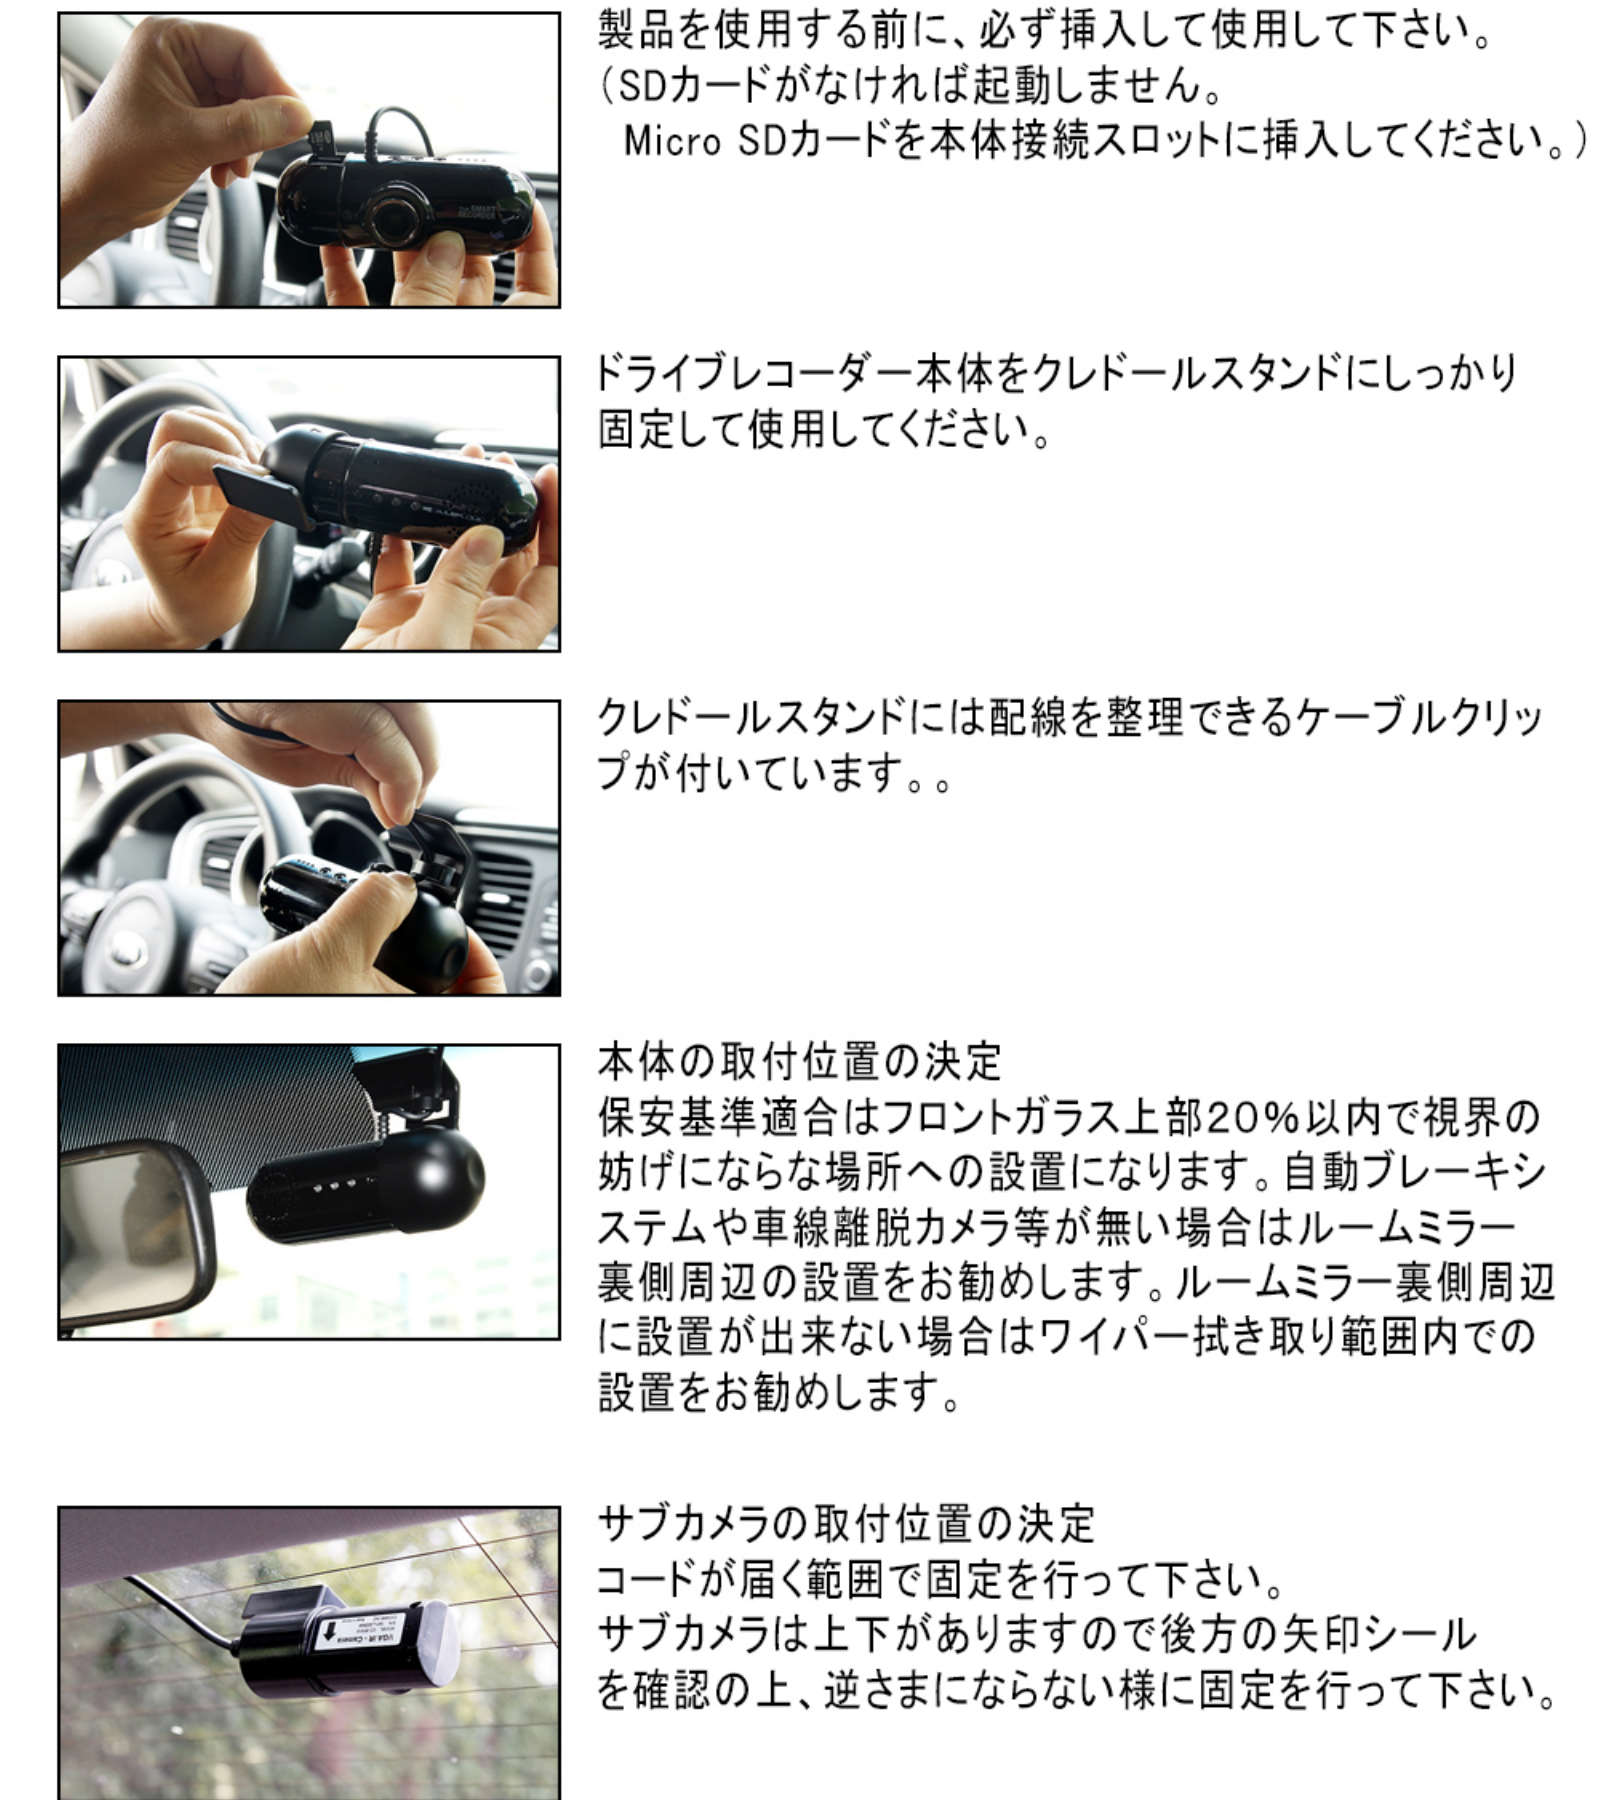 製品を使用する前に、必ず挿入して使用して下さい。
（SDカードがなければ起動しません。
Micro SDカードを本体接続スロットに挿入してください。）
THE SMART
RECORDER
ドライブレコーダー本体をクレドールスタンドにしっかり
固定して使用してください。
クレドールスタンドには配線を整理できるケーブルクリッ
プが付いています。。
本体の取付位置の決定
保安基準適合はフロントガラス上部20%以内で視界の
妨げにならな場所への設置になります。自動ブレーキシ
ステムや車線離脱カメラ等が無い場合はルームミラー
裏側周辺の設置をお勧めします。ルームミラー裏側周辺
に設置が出来ない場合はワイパー拭き取り範囲内での
設置をお勧めします。
サブカメラの取付位置の決定
コードが届く範囲で固定を行って下さい。
サブカメラは上下がありますので後方の矢印シール
を確認の上、逆さまにならない様に固定を行って下さい。
VGA IR - Camera